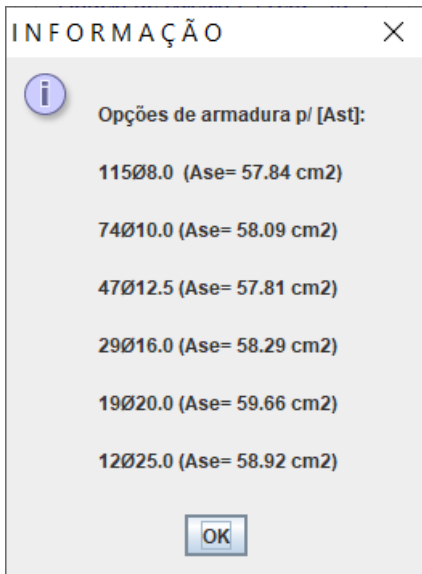 INFORMAÇÃO
Opções de armadura p/ [Ast]:
115Ø8.0 (Ase= 57.84 cm2)
74Ø10.0 (Ase= 58.09 cm2)
47Ø12.5 (Ase= 57.81 cm2)
29Ø16.0 (Ase= 58.29 cm2)
19Ø20.0 (Ase= 59.66 cm2)
12Ø25.0 (Ase= 58.92 cm2)
OK